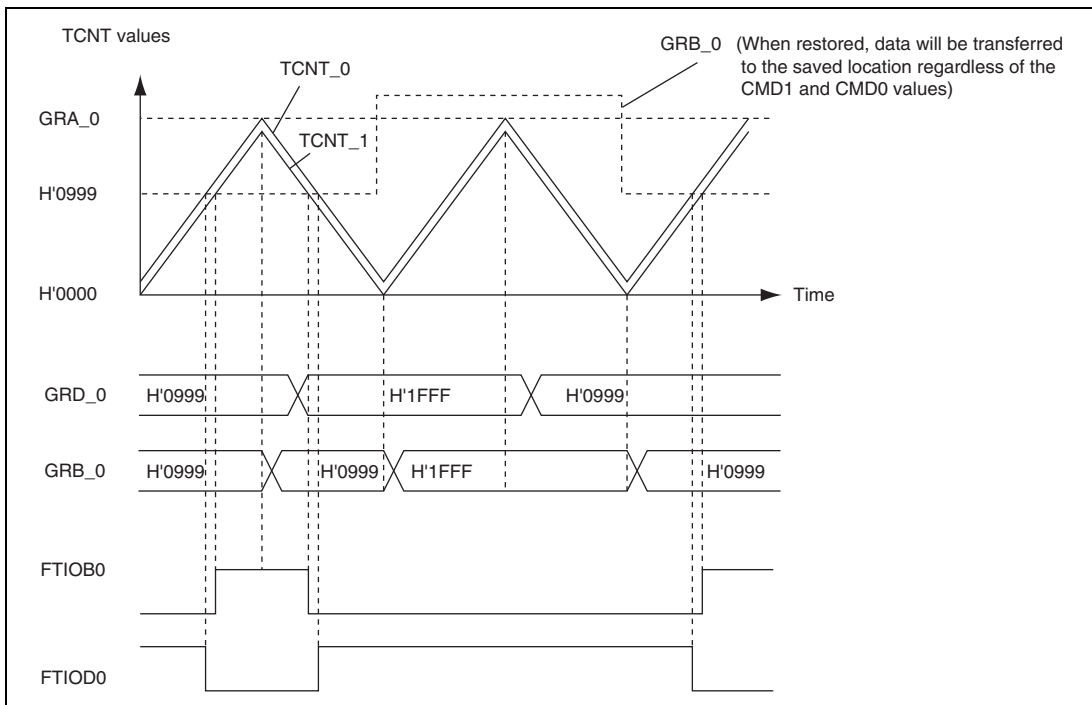 TCNT values
GRB_0 (When restored, data will be transferred
to the saved location regardless of the
CMD1 and CMD0 values)
TCNT_0
GRA_0
TCNT_1
H'0999
H'0000
Time
GRD_0
H'0999
H'1FFF
H'0999
GRB_0
H'0999
H'0999
H'1FFF
H'0999
FTIOB0
FTIOD0